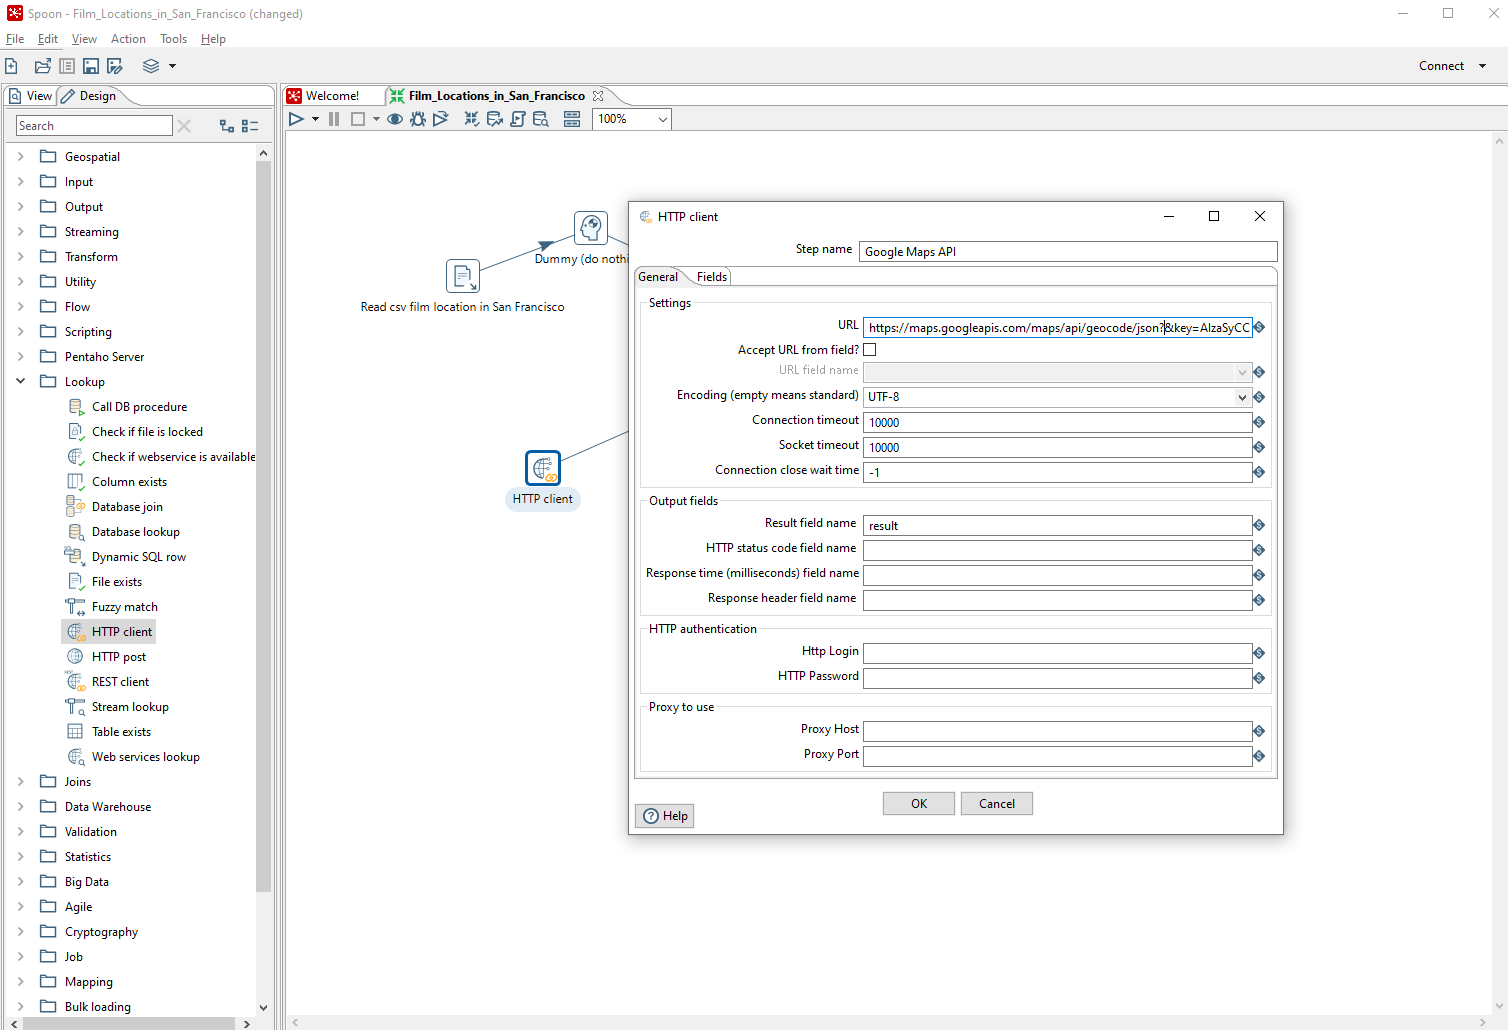 Spoon - Film_Locations_in_San_Francisco (changed)
File Edit View Action Tools Help
Connect
View Design
Welcome! Film_Locations_in_San_Francisco
Search
100%
Geospatial
Input
Output
Streaming
Transform
Utility
Flow
Scripting
Pentaho Server
Lookup
Call DB procedure
Check if file is locked
Check if webservice is available
Column exists
Database join
Database lookup
Dynamic SQL row
File exists
Fuzzy match
HTTP client
HTTP post
REST client
Stream lookup
Table exists
Web services lookup
Joins
Data Warehouse
Validation
Statistics
Big Data
Agile
Cryptography
Job
Mapping
Bulk loading
Dummy (do nothi
Read csv film location in San Francisco
HTTP client
HTTP client
Step name Google Maps API
General Fields
Settings
URL https://maps.googleapis.com/maps/api/geocode/json?&key=AIzaSyCC
Accept URL from field?
URL field name
Encoding (empty means standard) UTF-8
Connection timeout 10000
Socket timeout 10000
Connection close wait time -1
Output fields
Result field name result
HTTP status code field name
Response time (milliseconds) field name
Response header field name
HTTP authentication
Http Login
HTTP Password
Proxy to use
Proxy Host
Proxy Port
OK Cancel
Help